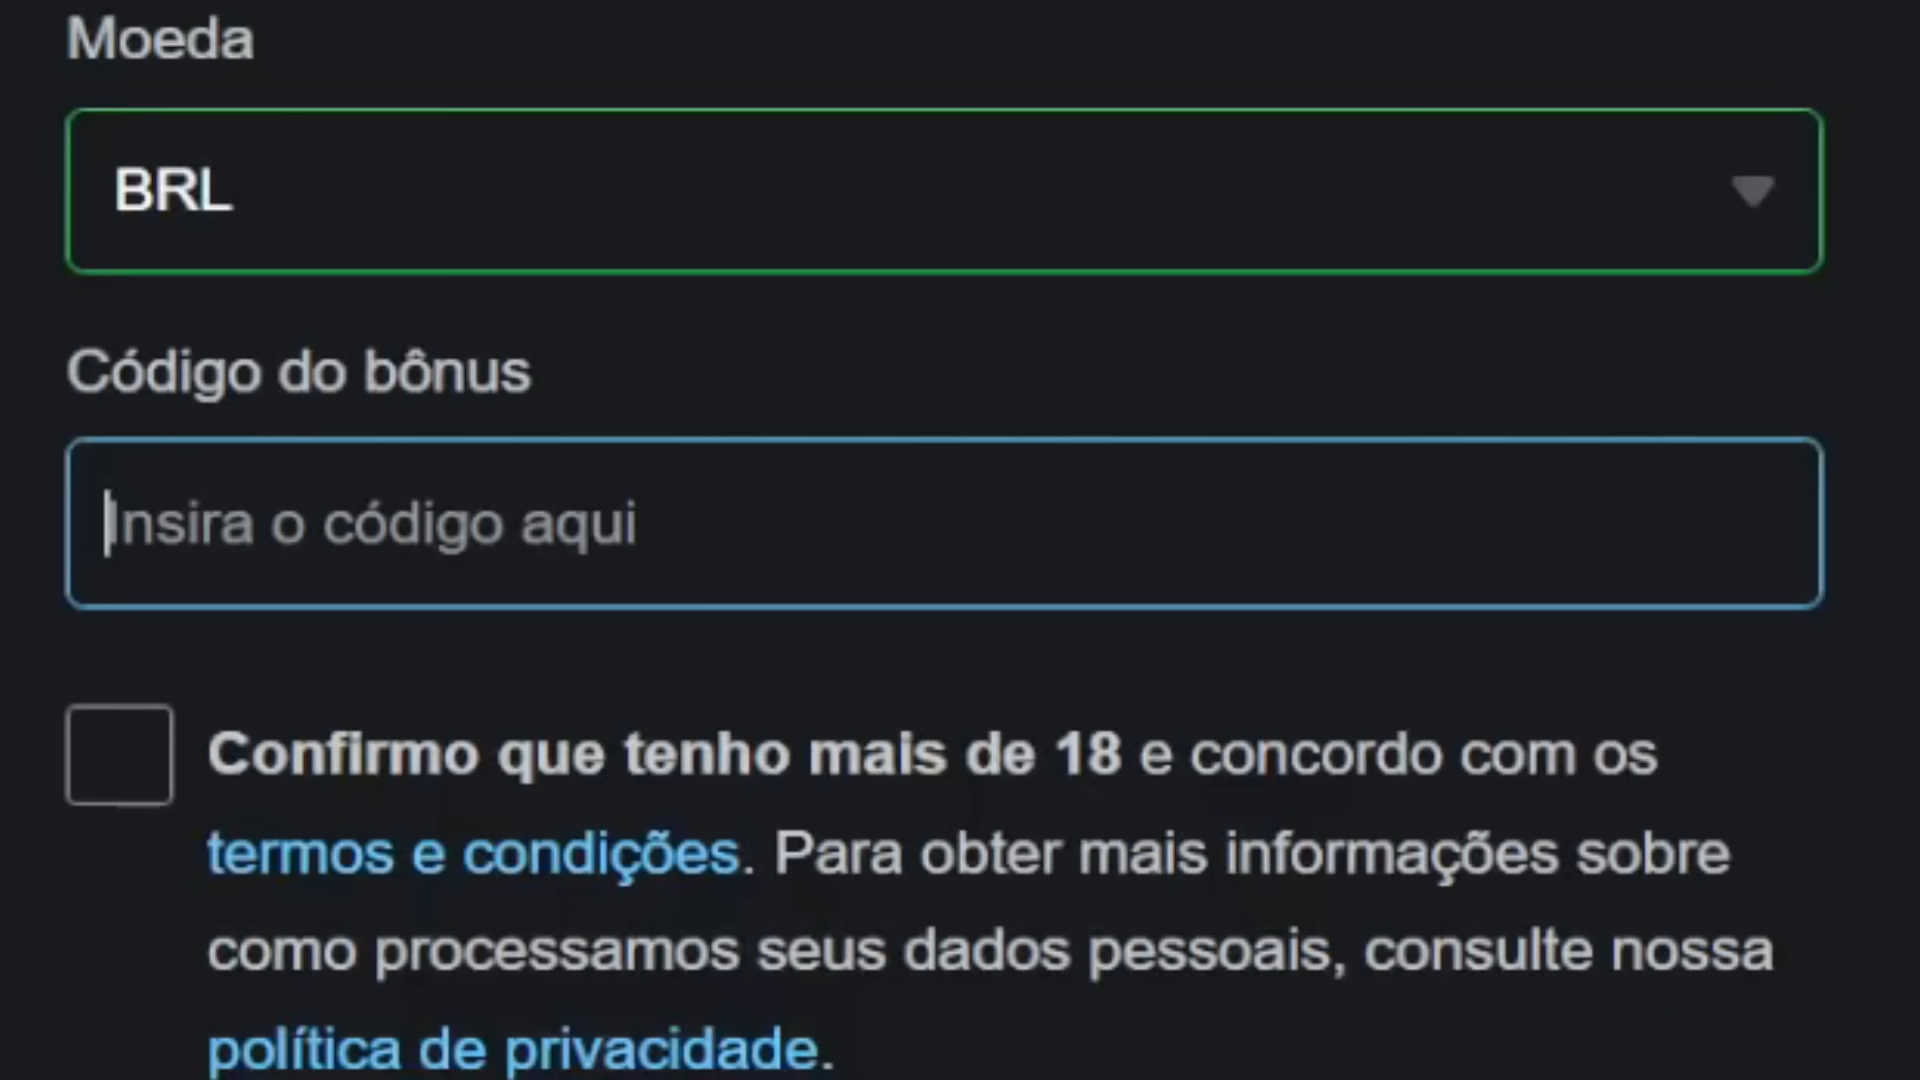 Moeda
BRL
Código do bônus
Insira o código aqui
Confirmo que tenho mais de 18 e concordo com os
termos e condições. Para obter mais informações sobre
como processamos seus dados pessoais, consulte nossa
política de privacidade.